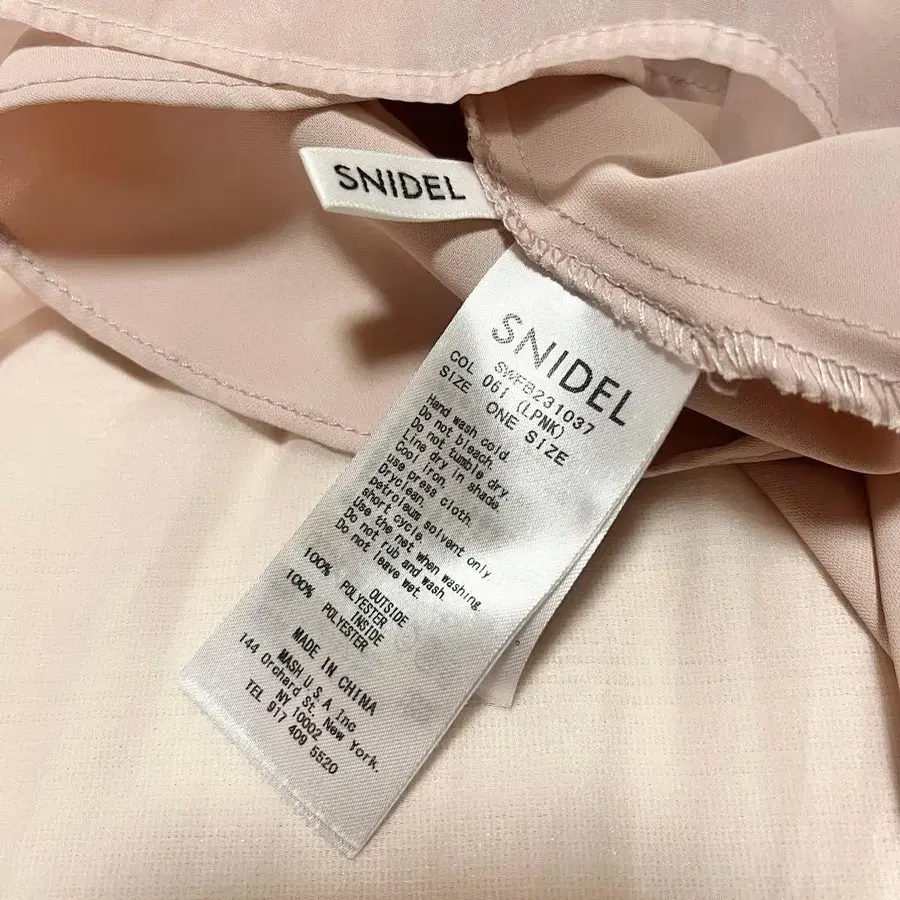 SNIDEL
SNIDEL
SWFB231037
COL 061 (LPNK)
SIZE ONE SIZE
Hand wash cold.
Do not bleach.
Do not tumble dry.
Line dry in shade.
Cool iron.
use press cloth.
Dryclean.
petroleum solvent only
short cycle.
Use the net when washing.
Do not rub and wash.
Do not leave wet.
OUTSIDE
100% POLYESTER
INSIDE
100% POLYESTER
MADE IN CHINA
MASH U.S.A Inc
144 Orchard St, New York.
NY 10002
TEL 917 409 5520